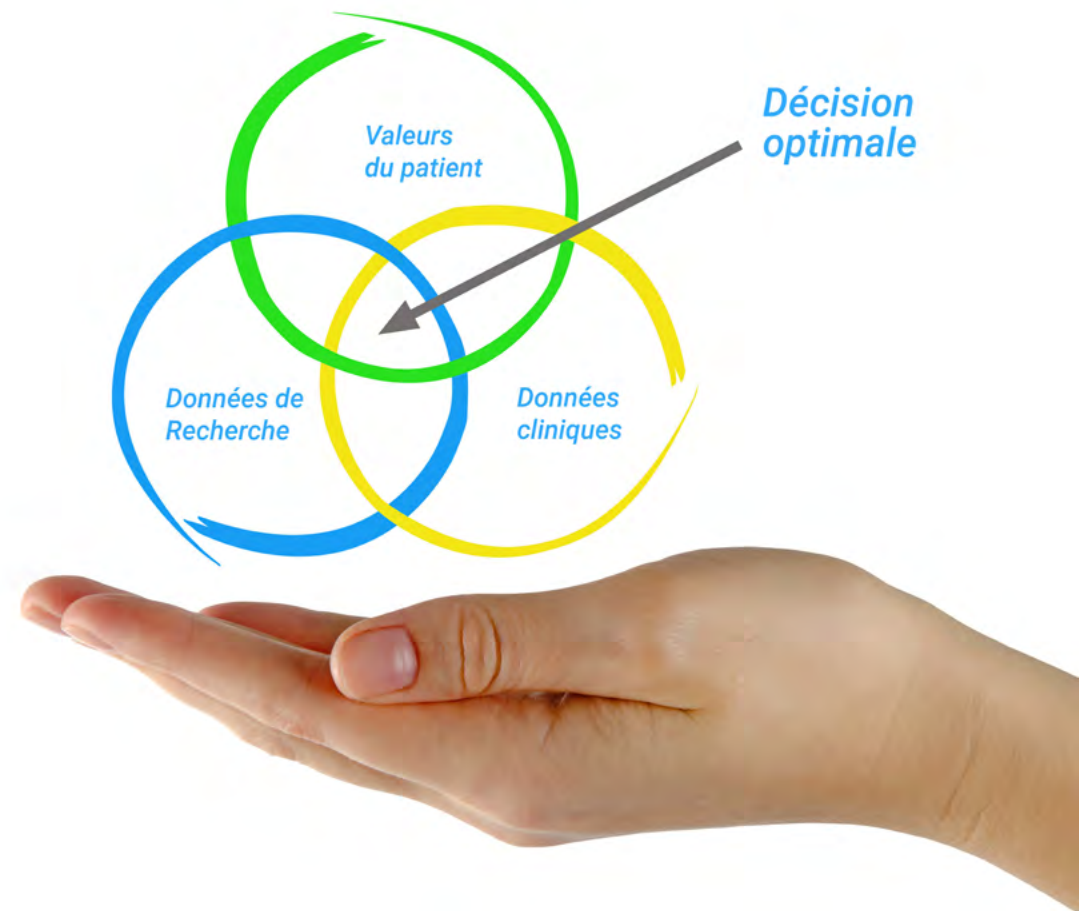 Valeurs
du patient
Décision
optimale
Données de
Recherche
Données
cliniques